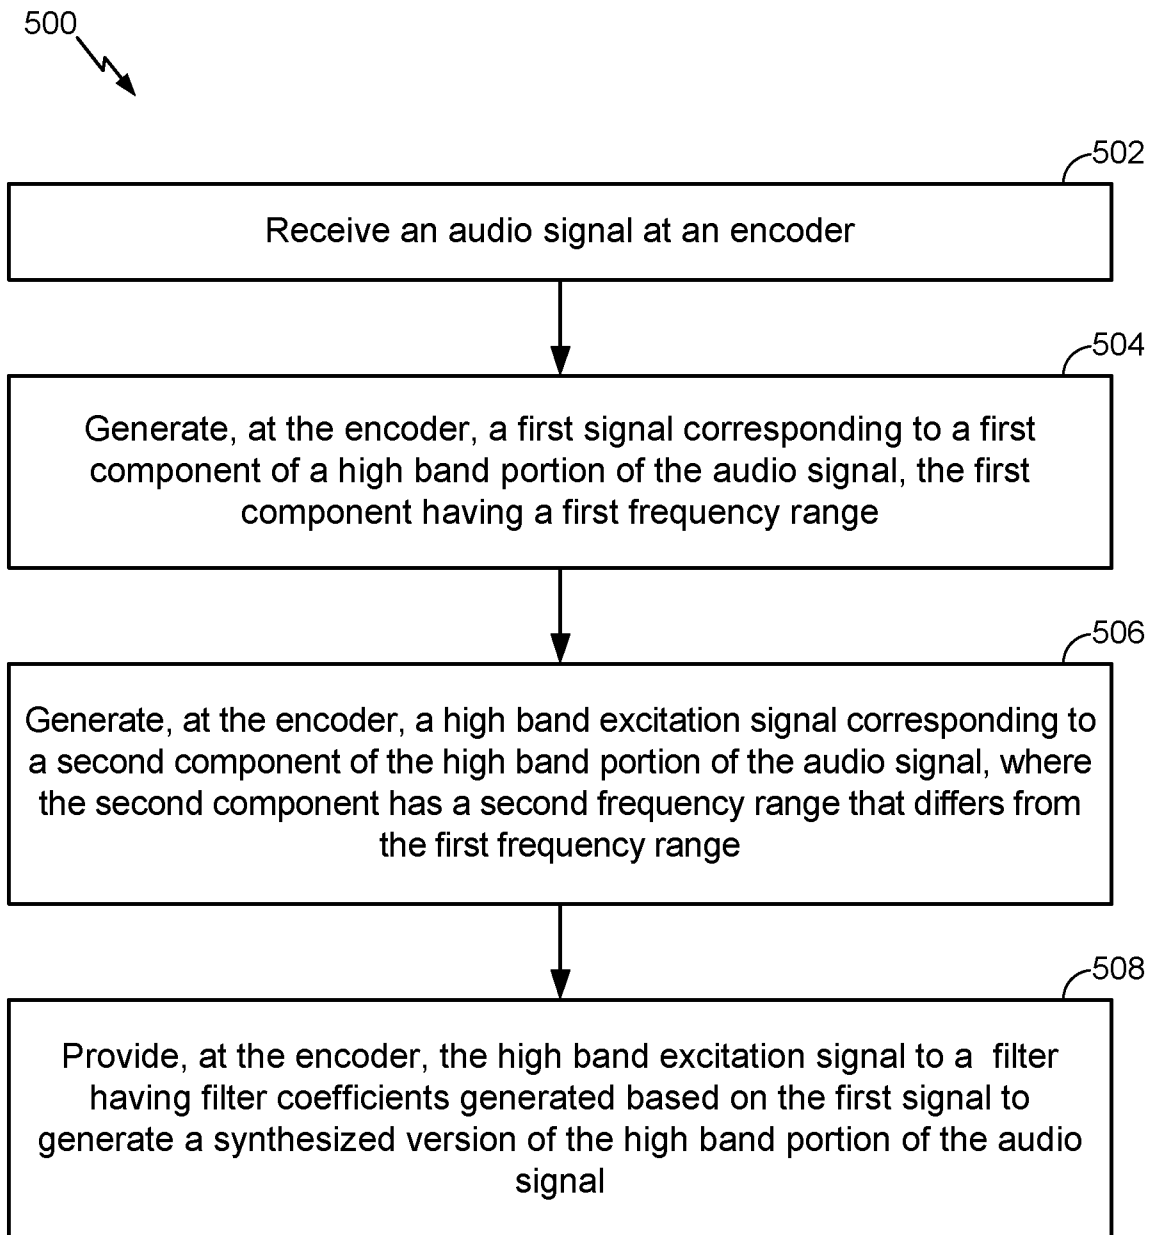 500
502
Receive an audio signal at an encoder
504
Generate, at the encoder, a first signal corresponding to a first
component of a high band portion of the audio signal, the first
component having a first frequency range
506
Generate, at the encoder, a high band excitation signal corresponding to
a second component of the high band portion of the audio signal, where
the second component has a second frequency range that differs from
the first frequency range
508
Provide, at the encoder, the high band excitation signal to a filter
having filter coefficients generated based on the first signal to
generate a synthesized version of the high band portion of the audio
signal